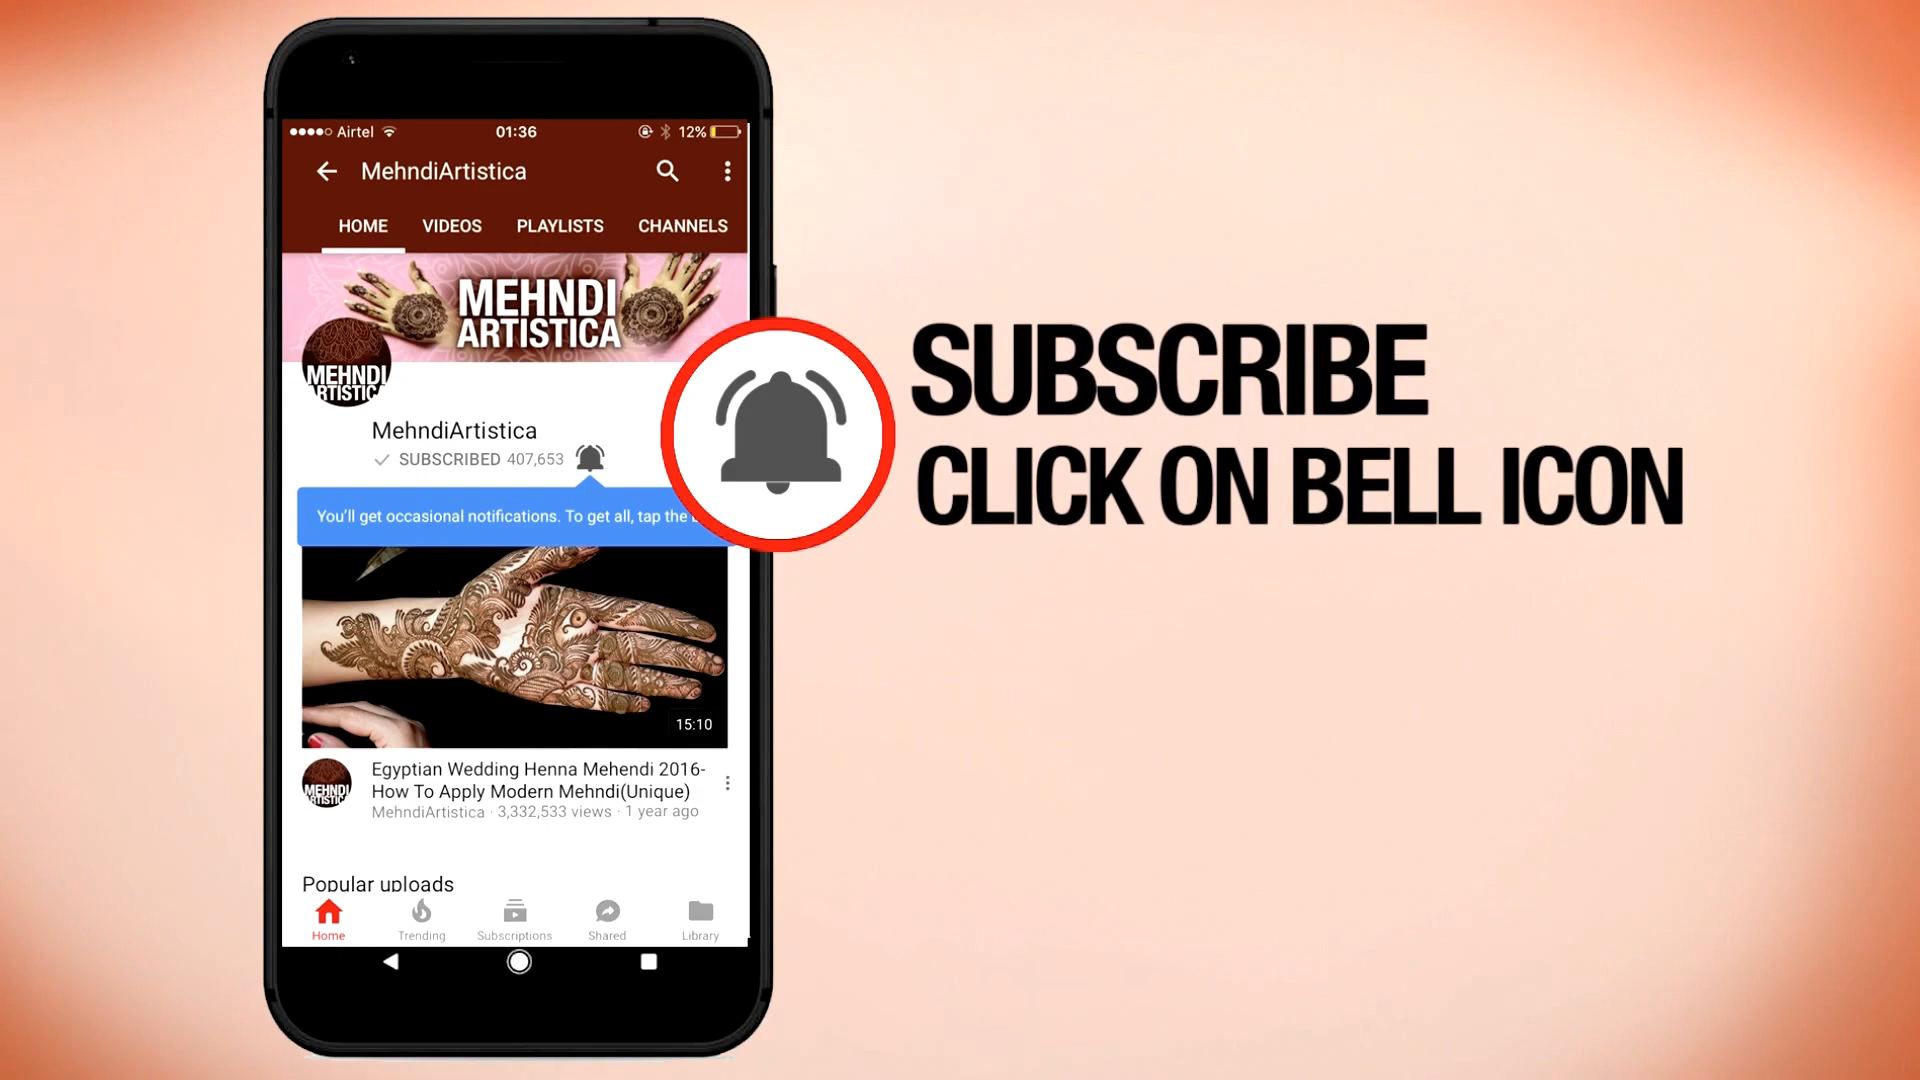 Airtel 01:36 12%
MehndiArtistica
HOME VIDEOS PLAYLISTS CHANNELS
MEHNDI
ARTISTICA
MEHNDI
ARTISTIC
MehndiArtistica
SUBSCRIBED 407,653
You'll get occasional notifications. To get all, tap the
SUBSCRIBE
CLICK ON BELL ICON
15:10
MEHNDI
Egyptian Wedding Henna Mehendi 2016-
How To Apply Modern Mehndi(Unique)
MehndiArtistica · 3,332,533 views · 1 year ago
Popular uploads
Home Trending Subscriptions Shared Library